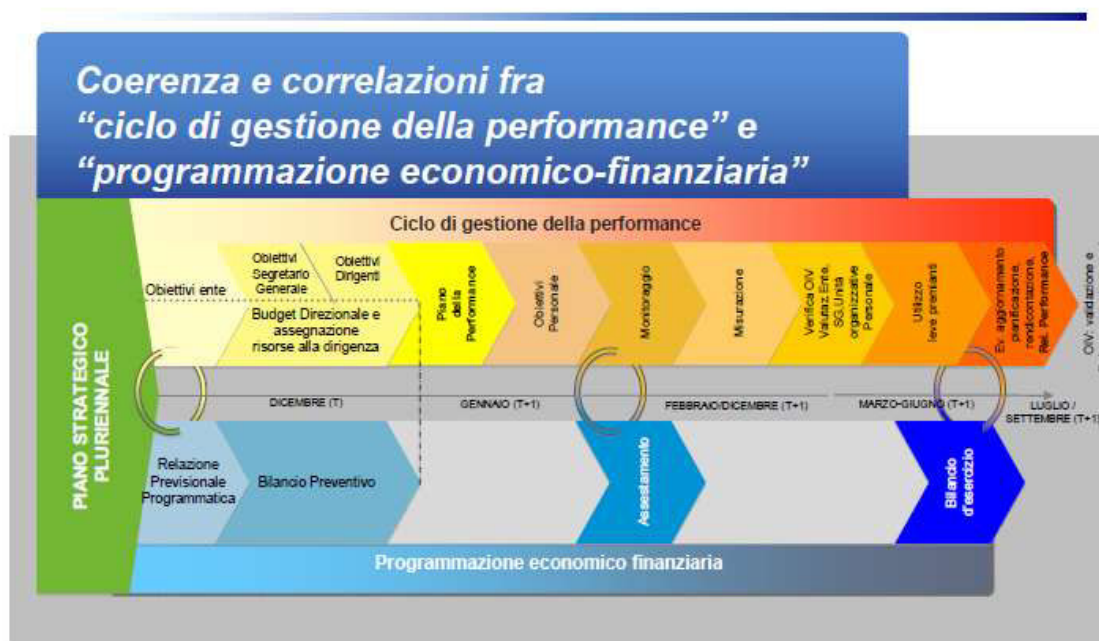 Coerenza e correlazioni fra
“ciclo di gestione della performance” e
“programmazione economico-finanziaria”
Ciclo di gestione della performance
PIANO STRATEGICO
PLURIENNALE
Obiettivi ente
Obiettivi
Segretario
Generale
Obiettivi
Dirigenti
Budget Direzionale e
assegnazione
risorse alla dirigenza
Piano
della
Performance
Obiettivi
Personale
Monitoraggio
Misurazione
Verifica OIV
Valutaz. Ente,
SG.Unità
organizzative
Personale
Utilizzo
leve premianti
Ev. aggiornamento
pianificazione,
rendicontazione,
Rel. Performance
OIV: validazione e
DICEMBRE (T)
GENNAIO (T+1)
FEBBRAIO/DICEMBRE (T+1)
MARZO-GIUGNO (T+1)
LUGLIO /
SETTEMBRE (T+1)
Relazione
Previsionale
Programmatica
Bilancio Preventivo
Assestamento
Bilancio
d'esercizio
Programmazione economico finanziaria